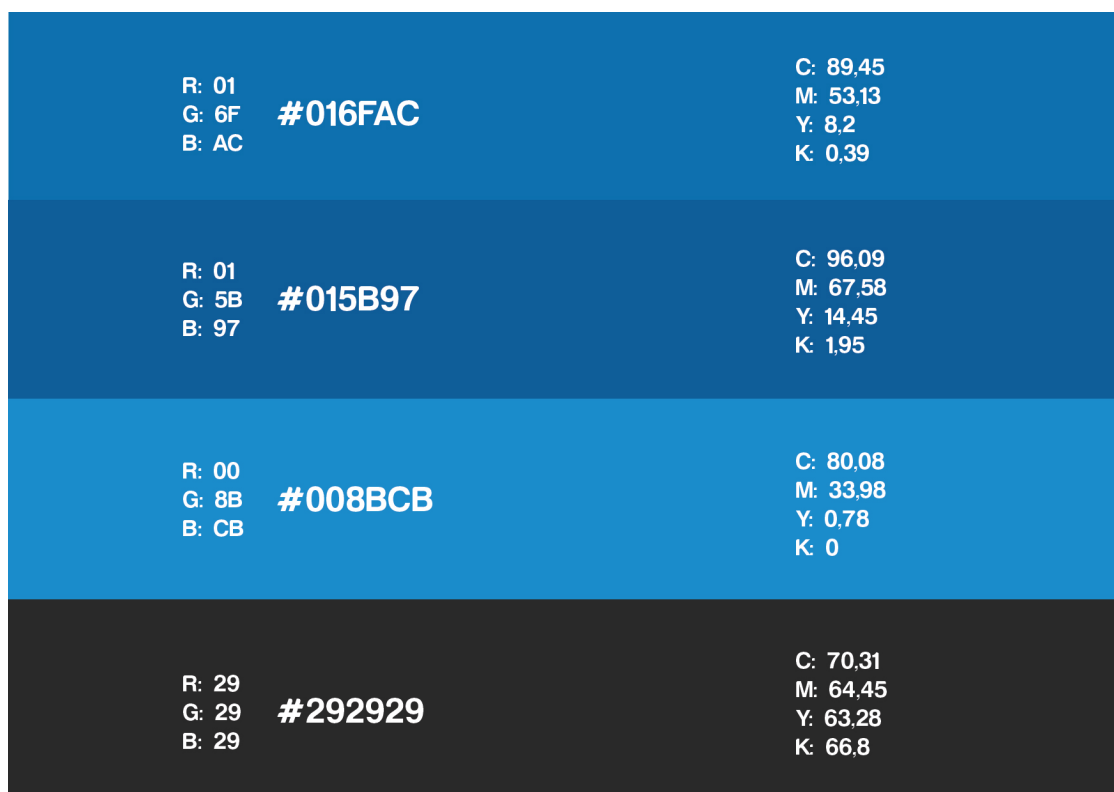 R: 01
G: 6F
B: AC
#016FAC
C: 89,45
M: 53,13
Y: 8,2
K: 0,39
R: 01
G: 5B
B: 97
#015B97
C: 96,09
M: 67,58
Y: 14,45
K: 1,95
R: 00
G: 8B
B: CB
#008BCB
C: 80,08
M: 33,98
Y: 0,78
K: 0
R: 29
G: 29
B: 29
#292929
C: 70,31
M: 64,45
Y: 63,28
K: 66,8